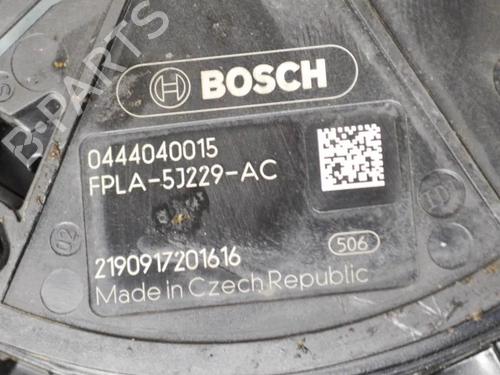 BOSCH
0444040015
FPLA-5J229-AC
2190917201616
506
Made in Czech Republic
B-PARTS